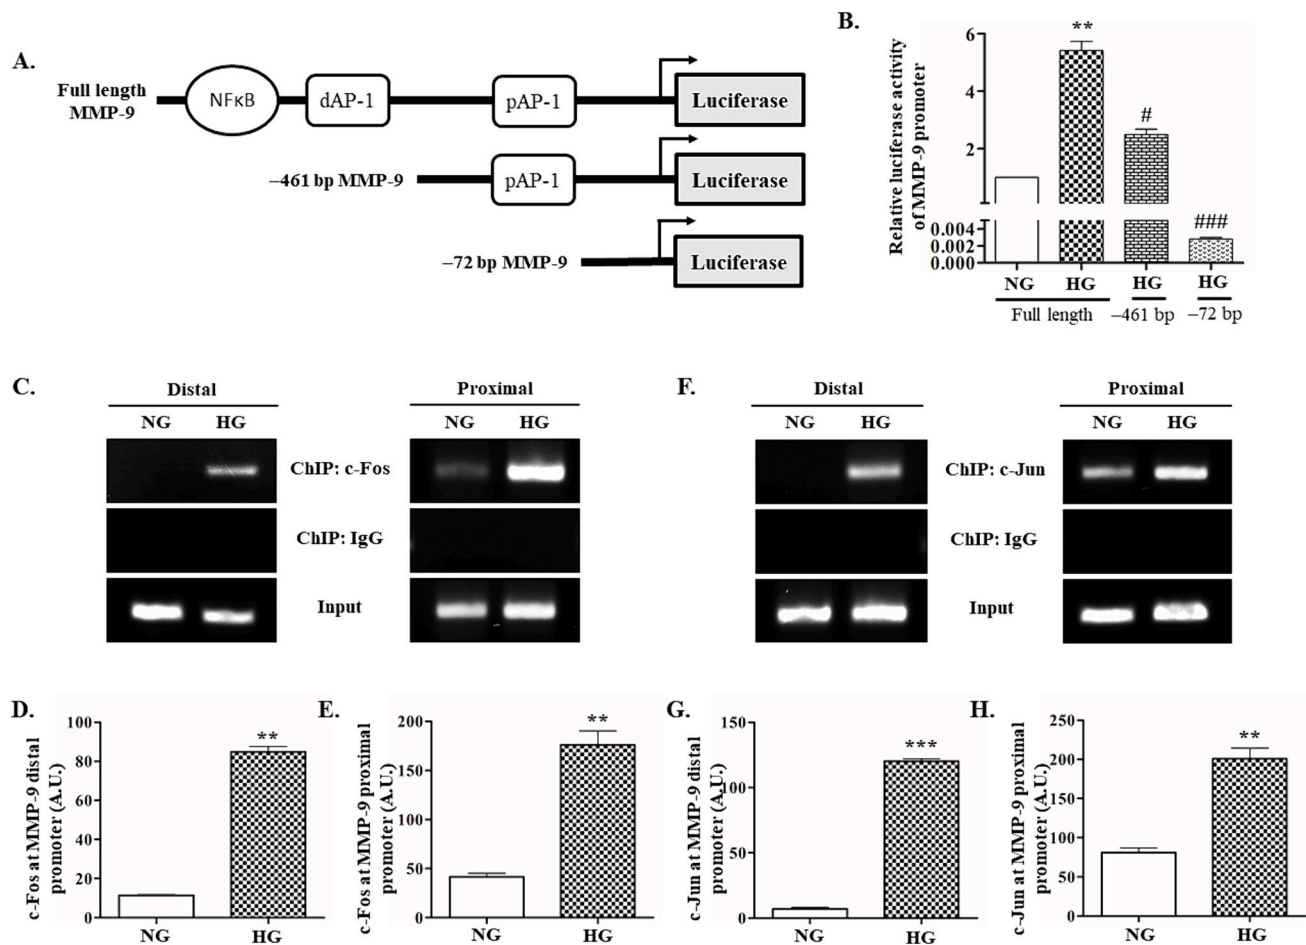 A.
Full length
MMP-9
NFκB
dAP-1
pAP-1
Luciferase
–461 bp MMP-9
pAP-1
Luciferase
–72 bp MMP-9
Luciferase
B.
Relative luciferase activity
of MMP-9 promoter
6
4
2
0.004
0.002
0.000
**
#
###
NG
HG
HG
HG
Full length
–461 bp
–72 bp
C.
Distal
Proximal
NG
HG
NG
HG
ChIP: c-Fos
ChIP: IgG
Input
F.
Distal
Proximal
NG
HG
NG
HG
ChIP: c-Jun
ChIP: IgG
Input
D.
c-Fos at MMP-9 distal
promoter (A.U.)
100
80
60
40
20
0
**
NG
HG
E.
c-Fos at MMP-9 proximal
promoter (A.U.)
200
150
100
50
0
**
NG
HG
G.
c-Jun at MMP-9 distal
promoter (A.U.)
150
100
50
0
***
NG
HG
H.
c-Jun at MMP-9 proximal
promoter (A.U.)
250
200
150
100
50
0
**
NG
HG